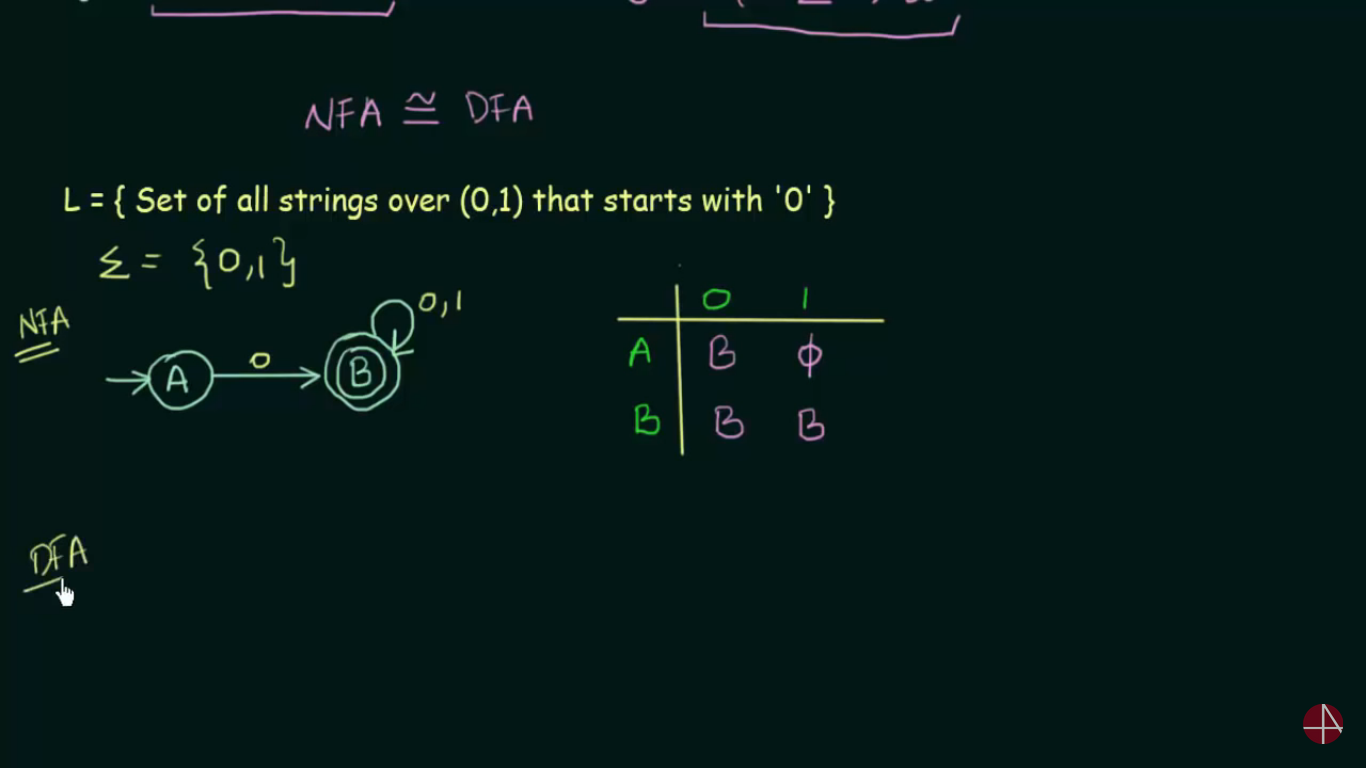 NFA ≅ DFA
L = { Set of all strings over (0,1) that starts with '0' }
Σ = {0,1}
NFA
0,1
A 0 B
0 1
A B ϕ
B B B
DFA